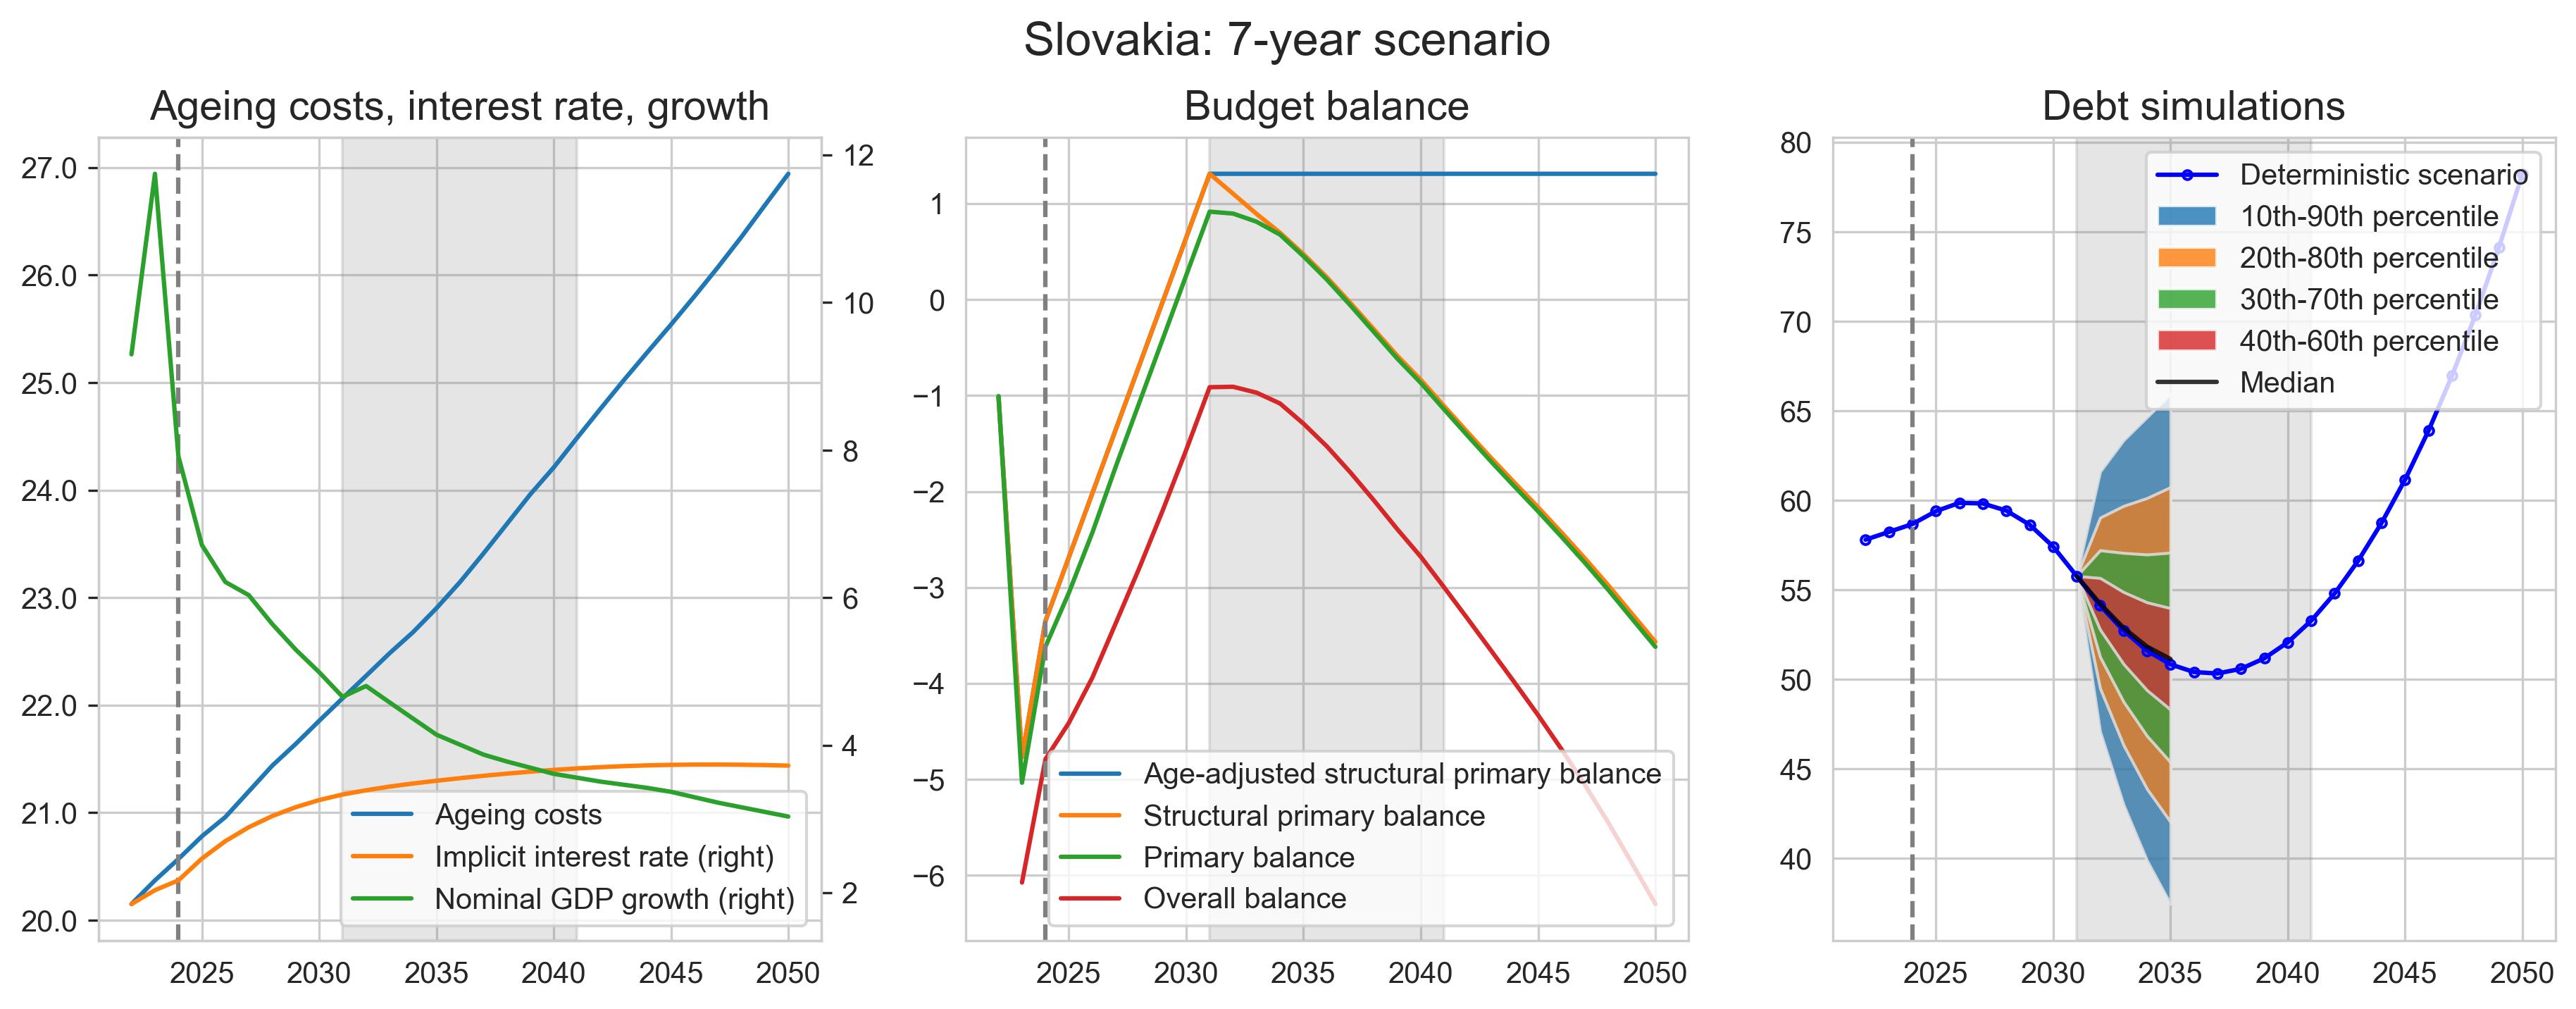 Slovakia: 7-year scenario
Ageing costs, interest rate, growth
27.0
26.0
25.0
24.0
23.0
22.0
21.0
20.0
12
10
8
6
4
2
Ageing costs
Implicit interest rate (right)
Nominal GDP growth (right)
2025 2030 2035 2040 2045 2050
Budget balance
1
0
−1
−2
−3
−4
−5
−6
Age-adjusted structural primary balance
Structural primary balance
Primary balance
Overall balance
2025 2030 2035 2040 2045 2050
Debt simulations
80
75
70
65
60
55
50
45
40
Deterministic scenario
10th-90th percentile
20th-80th percentile
30th-70th percentile
40th-60th percentile
Median
2025 2030 2035 2040 2045 2050